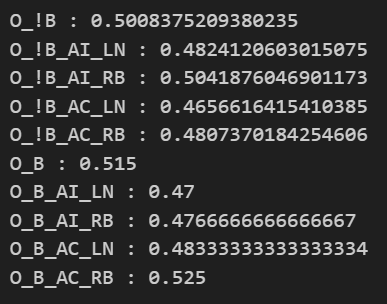 O_!B : 0.5008375209380235
O_!B_AI_LN : 0.4824120603015075
O_!B_AI_RB : 0.5041876046901173
O_!B_AC_LN : 0.4656616415410385
O_!B_AC_RB : 0.4807370184254606
O_B : 0.515
O_B_AI_LN : 0.47
O_B_AI_RB : 0.4766666666666667
O_B_AC_LN : 0.48333333333333334
O_B_AC_RB : 0.525